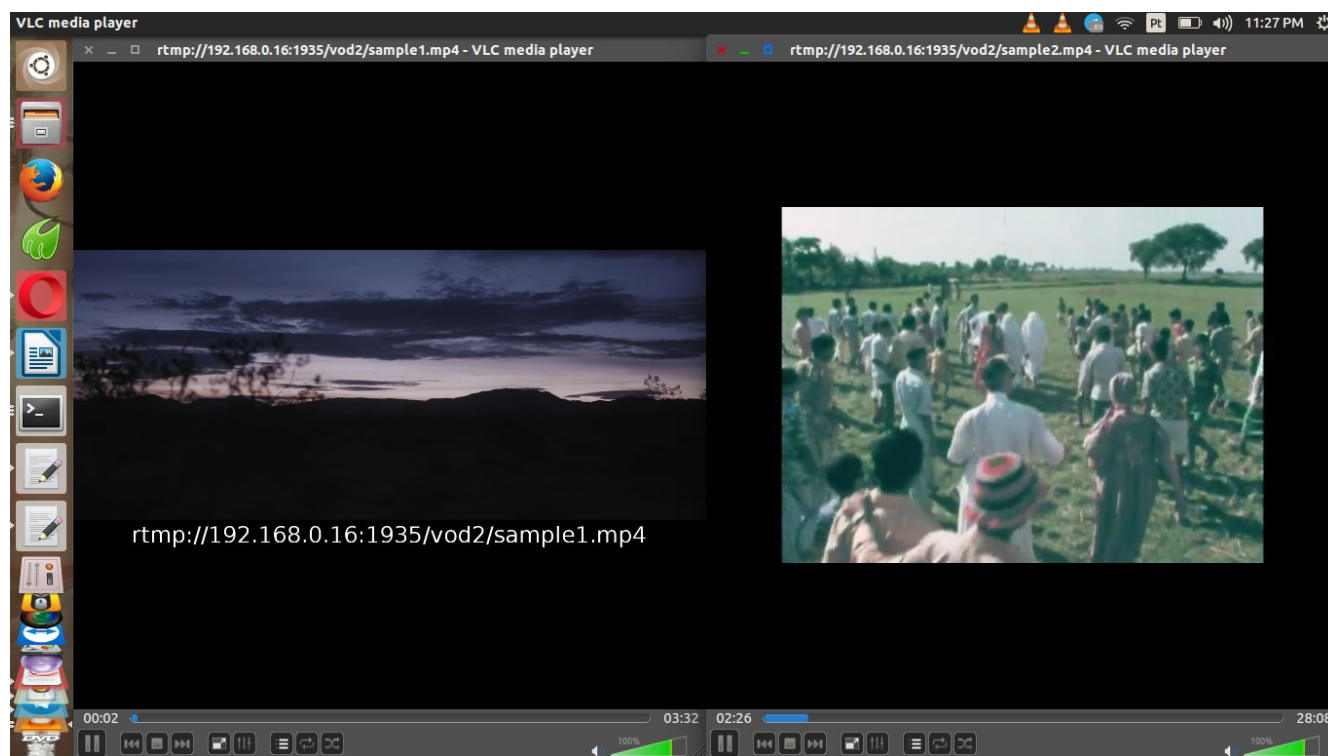 VLC media player
Pt
11:27 PM
rtmp://192.168.0.16:1935/vod2/sample1.mp4 - VLC media player
rtmp://192.168.0.16:1935/vod2/sample2.mp4 - VLC media player
>_
rtmp://192.168.0.16:1935/vod2/sample1.mp4
00:02
03:32
02:26
28:08
100%
100%
DVD